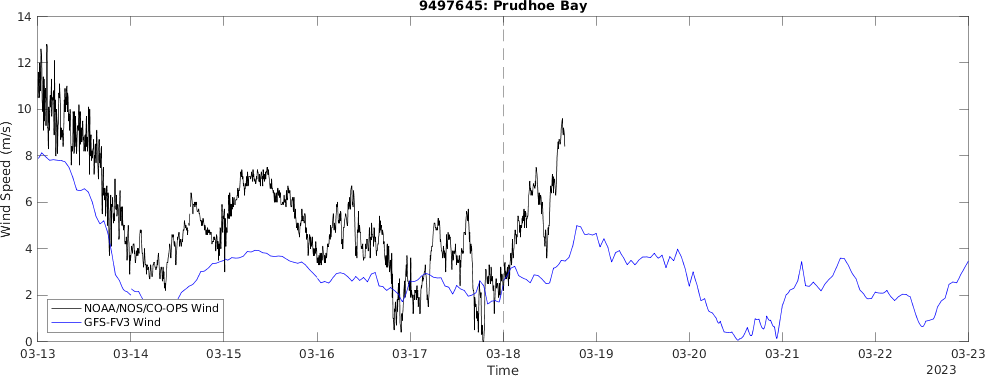 9497645: Prudhoe Bay
14
12
10
8
6
4
2
0
Wind Speed (m/s)
NOAA/NOS/CO-OPS Wind
GFS-FV3 Wind
03-13 03-14 03-15 03-16 03-17 03-18 03-19 03-20 03-21 03-22 03-23
Time
2023